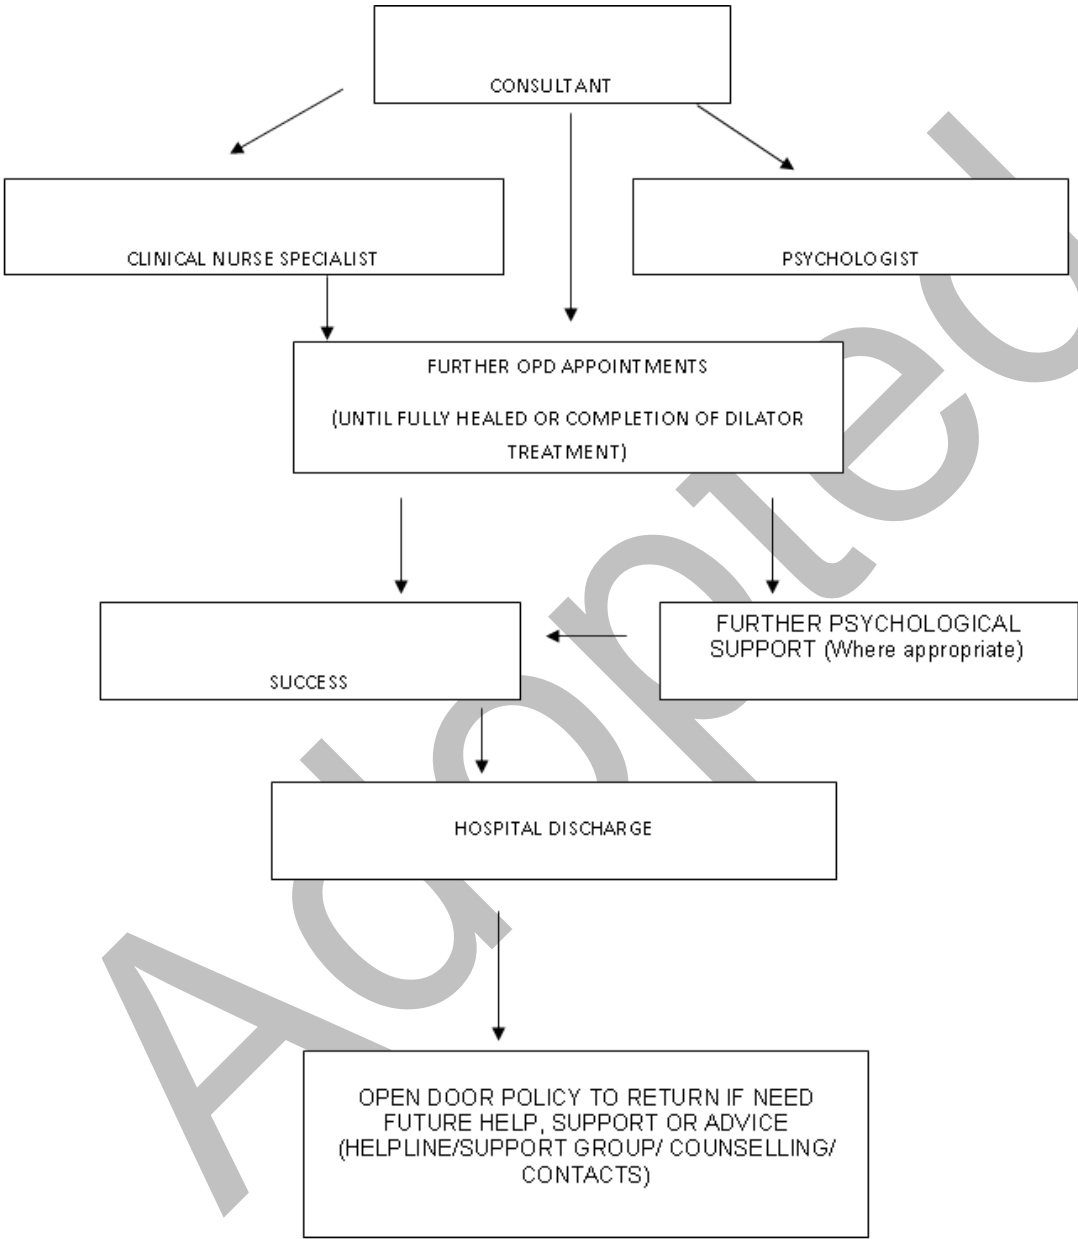 CONSULTANT
CLINICAL NURSE SPECIALIST
PSYCHOLOGIST
FURTHER OPD APPOINTMENTS
(UNTIL FULLY HEALED OR COMPLETION OF DILATOR
TREATMENT)
SUCCESS
FURTHER PSYCHOLOGICAL
SUPPORT (Where appropriate)
HOSPITAL DISCHARGE
OPEN DOOR POLICY TO RETURN IF NEED
FUTURE HELP, SUPPORT OR ADVICE
(HELPLINE/SUPPORT GROUP/ COUNSELLING/
CONTACTS)
Adopted